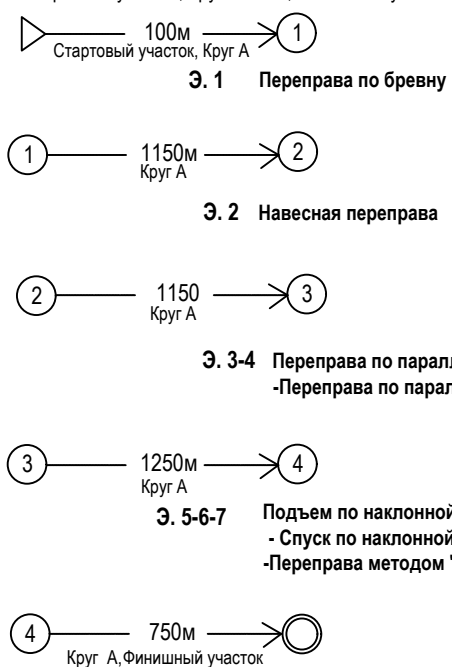 100м 1
Стартовый участок, Круг А
Э. 1 Переправа по бревну
1 1150м 2
Круг А
Э. 2 Навесная переправа
2 1150 3
Круг А
Э. 3-4 Переправа по
-Переправа по
3 1250м 4
Круг А
Э. 5-6-7 Подъем по наклонной
- Спуск по наклонной
-Переправа методом "
4 750м
Круг А,Финишный участок